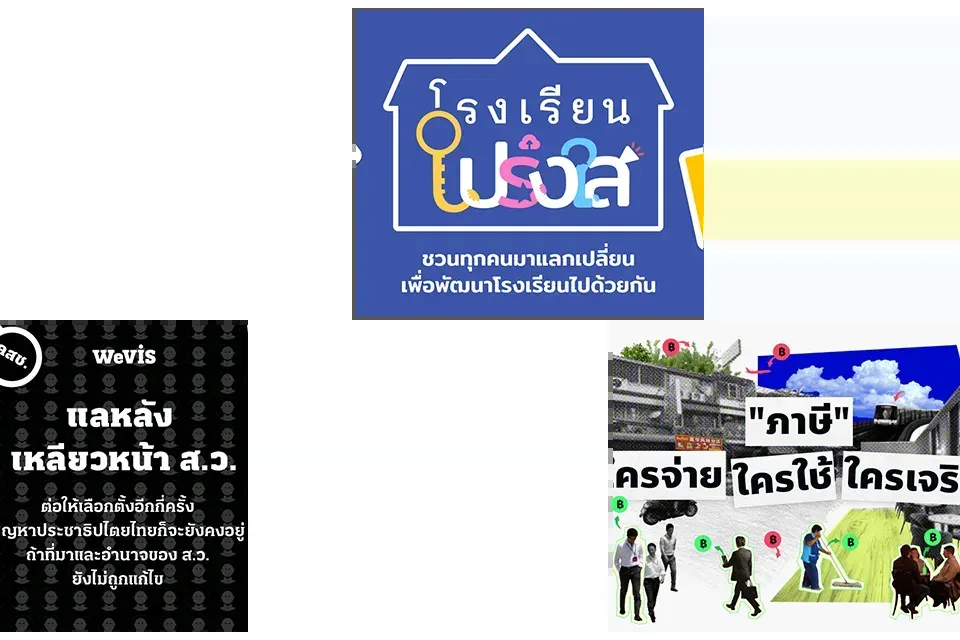 โรงเรียน
โปร่งใส
ชวนทุกคนมาแลกเปลี่ยน
เพื่อพัฒนาโรงเรียนไปด้วยกัน
สช.
WeVis
แลหลัง
เหลียวหน้า ส.ว.
ต่อให้เลือกตั้งอีกกี่ครั้ง
ญหาประชาธิปไตยไทยก็จะยังคงอยู่
ถ้าที่มาและอำนาจของ ส.ว.
ยังไม่ถูกแก้ไข
"ภาษี"
ใครจ่าย ใครใช้ ใครเจริ